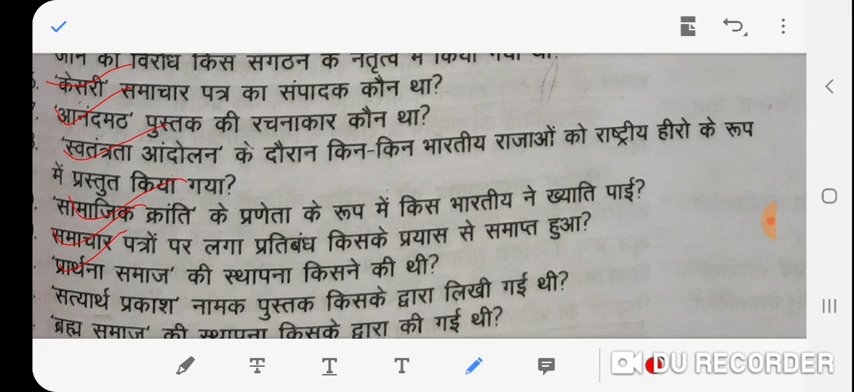 जाने का विरोध किस संगठन के नेतृत्व में किया गया था?
'केसरी' समाचार पत्र का संपादक कौन था?
'आनंदमठ' पुस्तक की रचनाकार कौन था?
'स्वतंत्रता आंदोलन' के दौरान किन-किन भारतीय राजाओं को राष्ट्रीय हीरो के रूप
में प्रस्तुत किया गया?
'सामाजिक क्रांति' के प्रणेता के रूप में किस भारतीय ने ख्याति पाई?
समाचार पत्रों पर लगा प्रतिबंध किसके प्रयास से समाप्त हुआ?
'प्रार्थना समाज' की स्थापना किसने की थी?
'सत्यार्थ प्रकाश' नामक पुस्तक किसके द्वारा लिखी गई थी?
'ब्रह्म समाज' की स्थापना किसके द्वारा की गई थी?
T T T
DU RECORDER